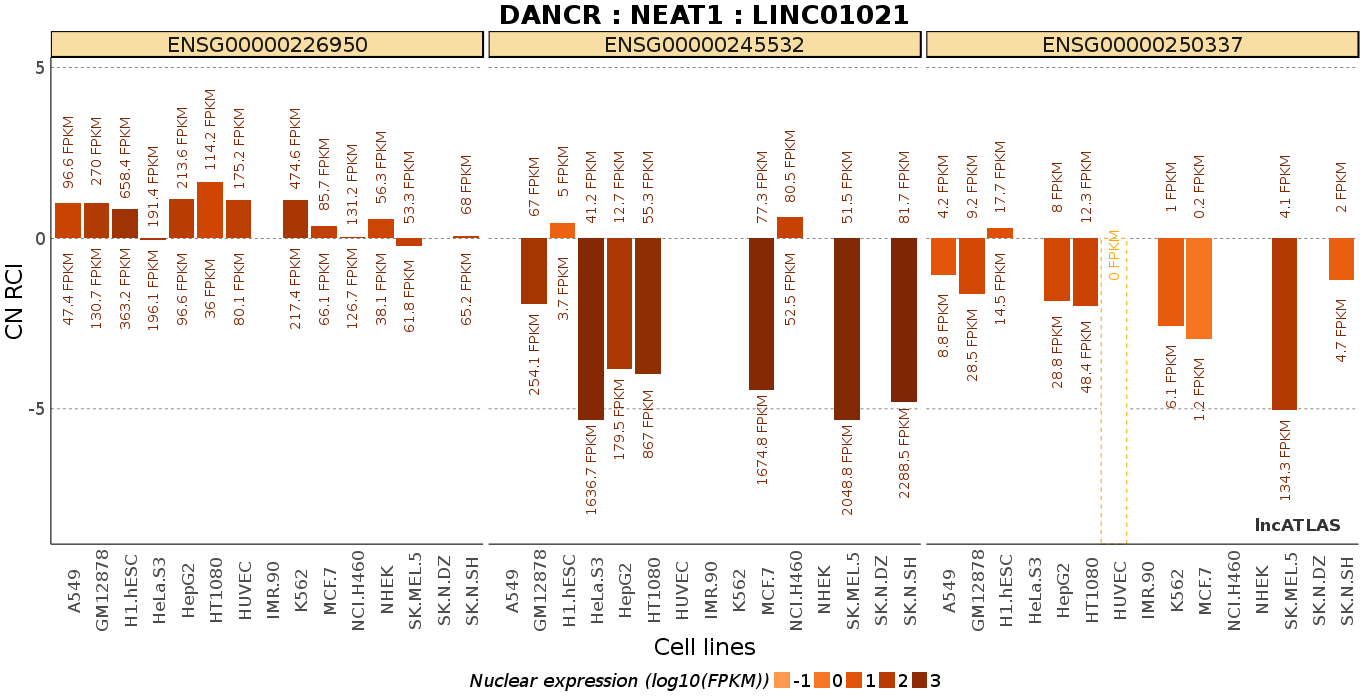 DANCR : NEAT1 : LINC01021
ENSG00000226950 ENSG00000245532 ENSG00000250337
CN RCI
5
0
-5
96.6 FPKM 270 FPKM 658.4 FPKM 191.4 FPKM 213.6 FPKM 114.2 FPKM 175.2 FPKM 474.6 FPKM 85.7 FPKM 131.2 FPKM 56.3 FPKM 53.3 FPKM 68 FPKM
47.4 FPKM 130.7 FPKM 363.2 FPKM 196.1 FPKM 96.6 FPKM 36 FPKM 80.1 FPKM 217.4 FPKM 66.1 FPKM 126.7 FPKM 38.1 FPKM 61.8 FPKM 65.2 FPKM
67 FPKM 5 FPKM 41.2 FPKM 12.7 FPKM 55.3 FPKM 77.3 FPKM 80.5 FPKM 51.5 FPKM 81.7 FPKM
254.1 FPKM 3.7 FPKM 1636.7 FPKM 179.5 FPKM 867 FPKM 1674.8 FPKM 52.5 FPKM 2048.8 FPKM 2288.5 FPKM
4.2 FPKM 9.2 FPKM 17.7 FPKM 8 FPKM 12.3 FPKM 0 FPKM 1 FPKM 0.2 FPKM 4.1 FPKM 2 FPKM
8.8 FPKM 28.5 FPKM 14.5 FPKM 28.8 FPKM 48.4 FPKM 6.1 FPKM 1.2 FPKM 134.3 FPKM 4.7 FPKM
lncATLAS
A549 GM12878 H1.hESC HeLa.S3 HepG2 HT1080 HUVEC IMR.90 K562 MCF.7 NCI.H460 NHEK SK.MEL.5 SK.N.DZ SK.N.SH
A549 GM12878 H1.hESC HeLa.S3 HepG2 HT1080 HUVEC IMR.90 K562 MCF.7 NCI.H460 NHEK SK.MEL.5 SK.N.DZ SK.N.SH
A549 GM12878 H1.hESC HeLa.S3 HepG2 HT1080 HUVEC IMR.90 K562 MCF.7 NCI.H460 NHEK SK.MEL.5 SK.N.DZ SK.N.SH
Cell lines
Nuclear expression (log10(FPKM)) -1 0 1 2 3